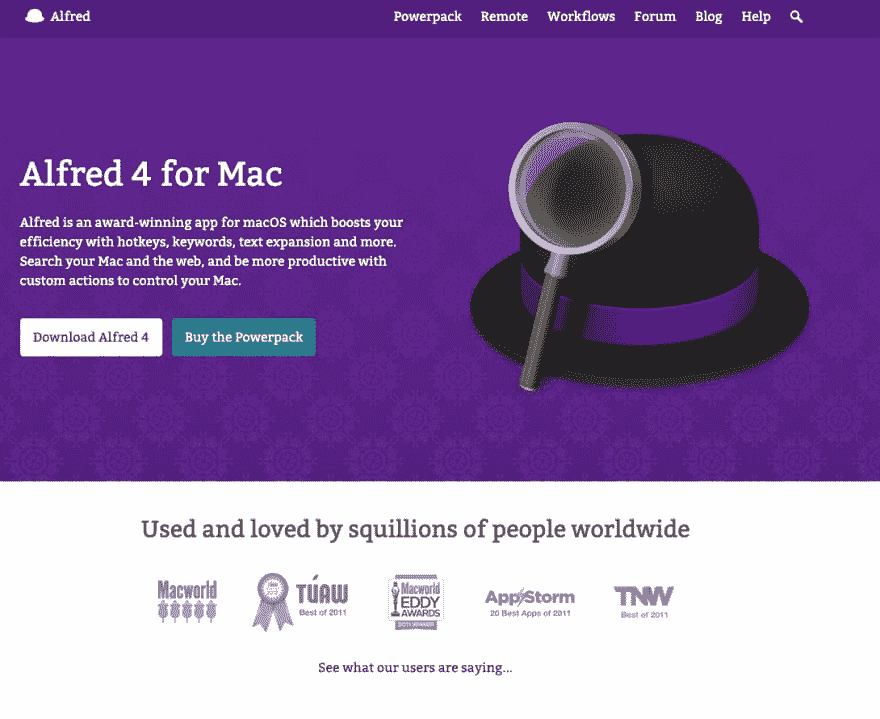 Alfred
Powerpack Remote Workflows Forum Blog Help
Alfred 4 for Mac
Alfred is an award-winning app for macOS which boosts your
efficiency with hotkeys, keywords, text expansion and more.
Search your Mac and the web, and be more productive with
custom actions to control your Mac.
Download Alfred 4
Buy the Powerpack
Used and loved by squillions of people worldwide
Macworld
TÚAW
Best of 2011
Macworld
EDDY
AWARDS
2011 WINNER
AppStorm
20 Best Apps of 2011
TNW
Best of 2011
See what our users are saying...